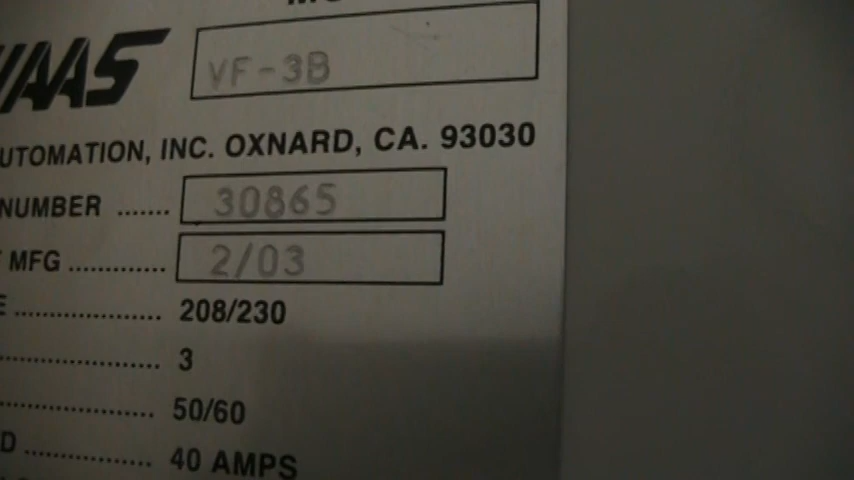 HAAS
VF-3B
AUTOMATION, INC. OXNARD, CA. 93030
NUMBER ....... 30865
MFG ............. 2/03
208/230
3
50/60
40 AMPS